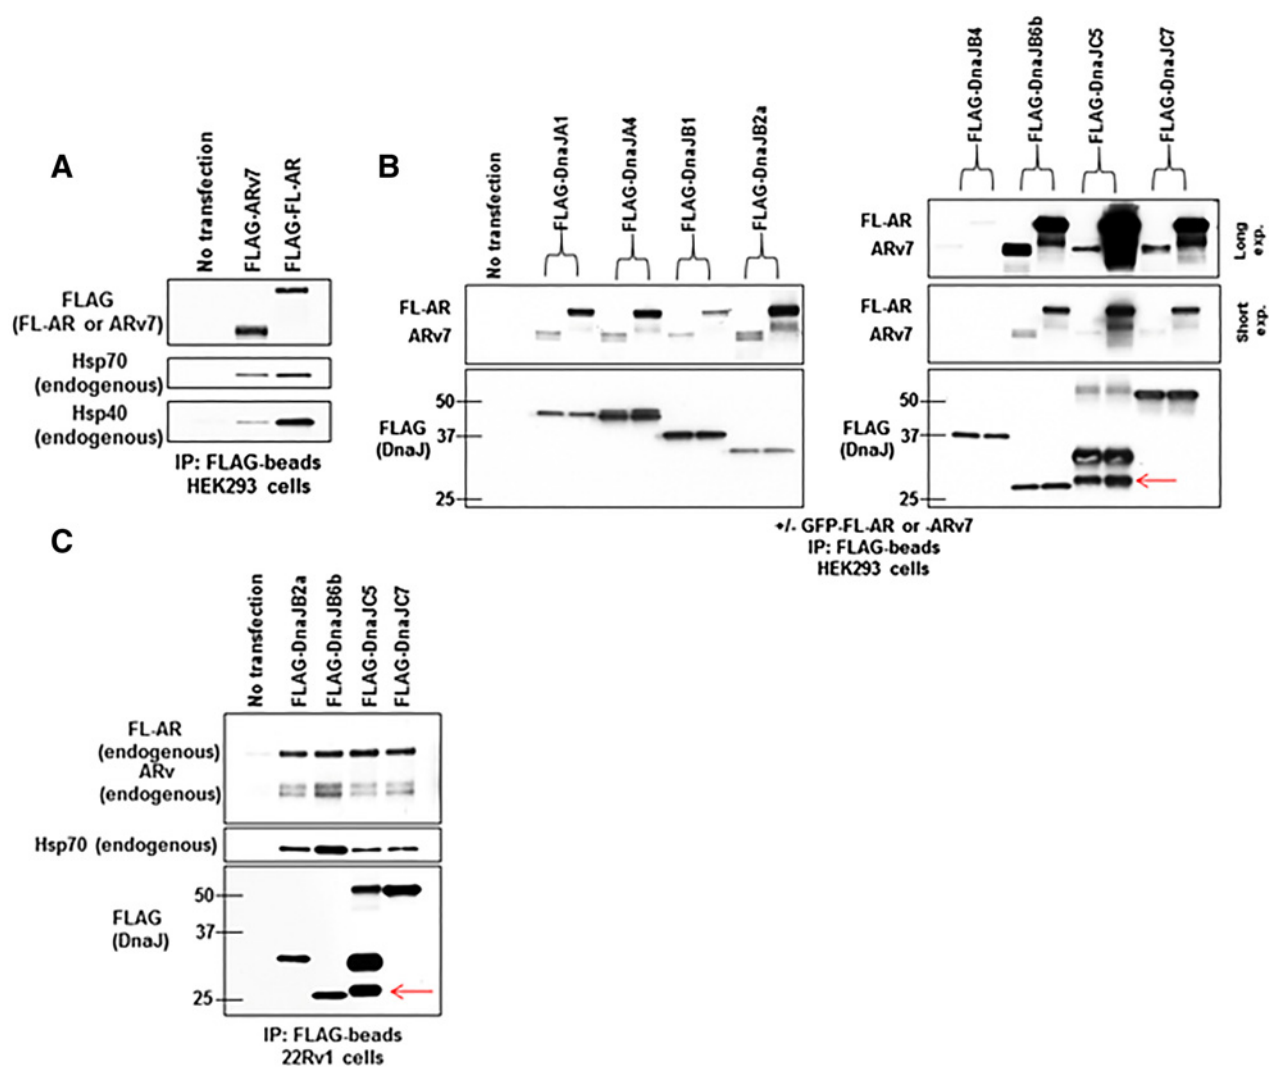 A
No transfection
FLAG-ARv7
FLAG-FL-AR
FLAG
(FL-AR or ARv7)
Hsp70
(endogenous)
Hsp40
(endogenous)
IP: FLAG-beads
HEK293 cells
B
No transfection
FLAG-DnaJA1
FLAG-DnaJA4
FLAG-DnaJB1
FLAG-DnaJB2a
FL-AR
ARv7
50
FLAG
37
(DnaJ)
25
FLAG-DnaJB4
FLAG-DnaJB6b
FLAG-DnaJC5
FLAG-DnaJC7
FL-AR
ARv7
Long
exp.
FL-AR
ARv7
Short
exp.
50
FLAG
37
(DnaJ)
25
+/- GFP-FL-AR or -ARv7
IP: FLAG-beads
HEK293 cells
C
No transfection
FLAG-DnaJB2a
FLAG-DnaJB6b
FLAG-DnaJC5
FLAG-DnaJC7
FL-AR
(endogenous)
ARv
(endogenous)
Hsp70 (endogenous)
50
FLAG
37
(DnaJ)
25
IP: FLAG-beads
22Rv1 cells